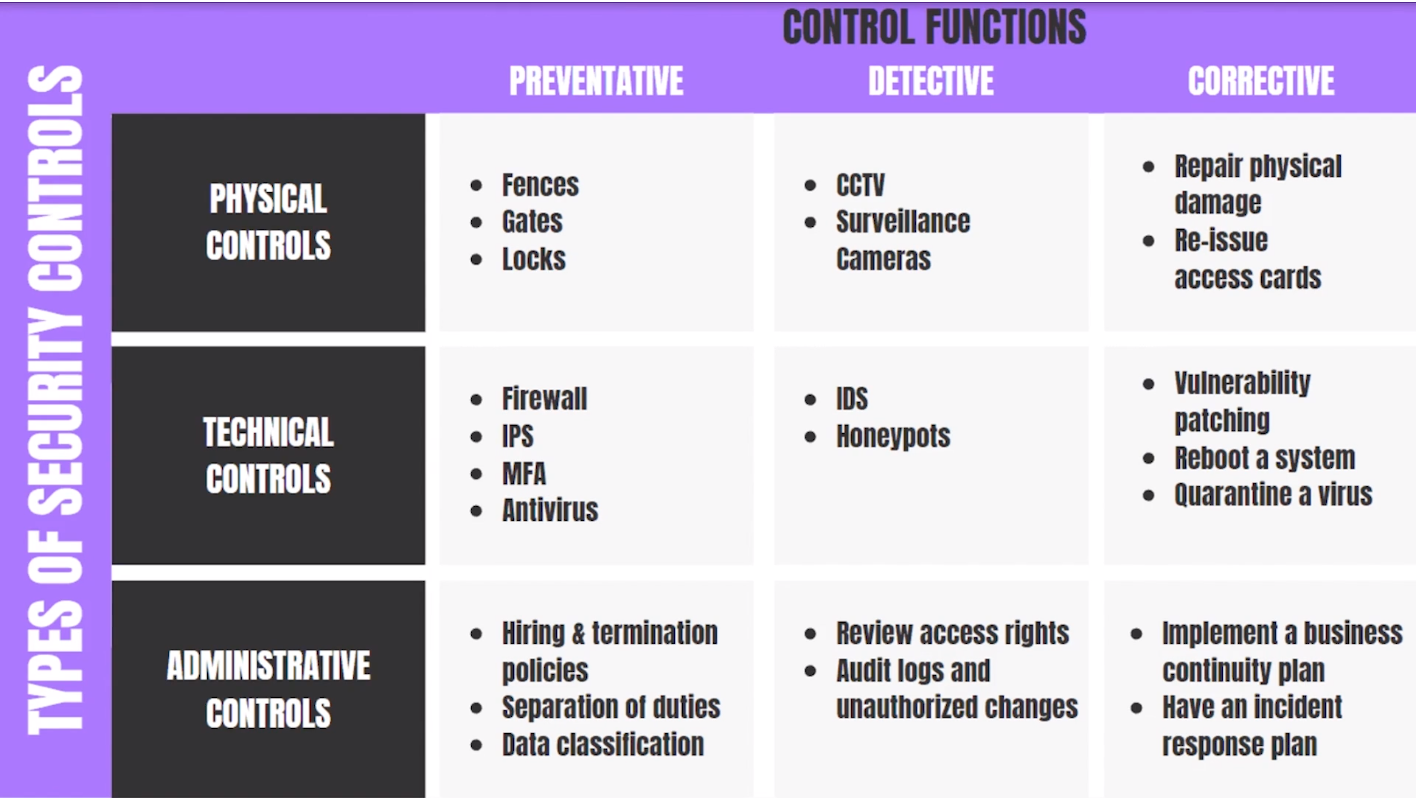 CONTROL FUNCTIONS
PREVENTATIVE
DETECTIVE
CORRECTIVE
TYPES OF SECURITY CONTROLS
PHYSICAL
CONTROLS
• Fences
• Gates
• Locks
• CCTV
• Surveillance
Cameras
• Repair physical
damage
• Re-issue
access cards
TECHNICAL
CONTROLS
• Firewall
• IPS
• MFA
• Antivirus
• IDS
• Honeypots
• Vulnerability
patching
• Reboot a system
• Quarantine a virus
ADMINISTRATIVE
CONTROLS
• Hiring & termination
policies
• Separation of duties
• Data classification
• Review access rights
• Audit logs and
unauthorized changes
• Implement a business
continuity plan
• Have an incident
response plan